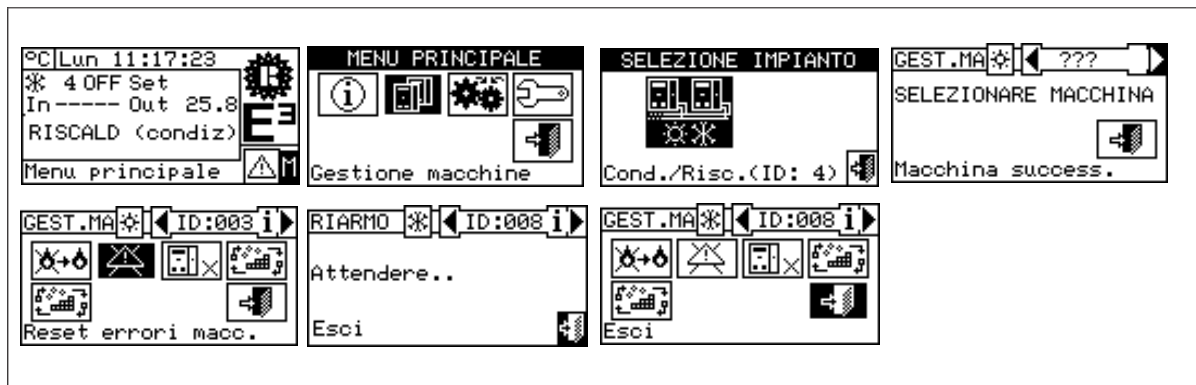 ºC Lun 11:17:23
4 OFF Set
In ----- Out 25.8
RISCALD (condiz)
E³
Menu principale
M
MENU PRINCIPALE
i
Gestione macchine
SELEZIONE IMPIANTO
Cond./Risc.(ID: 4)
GEST.MA ???
SELEZIONARE MACCHINA
Macchina success.
GEST.MA ID:003 i
Reset errori macc.
RIARMO ID:008 i
Attendere..
Esci
GEST.MA ID:008 i
Esci